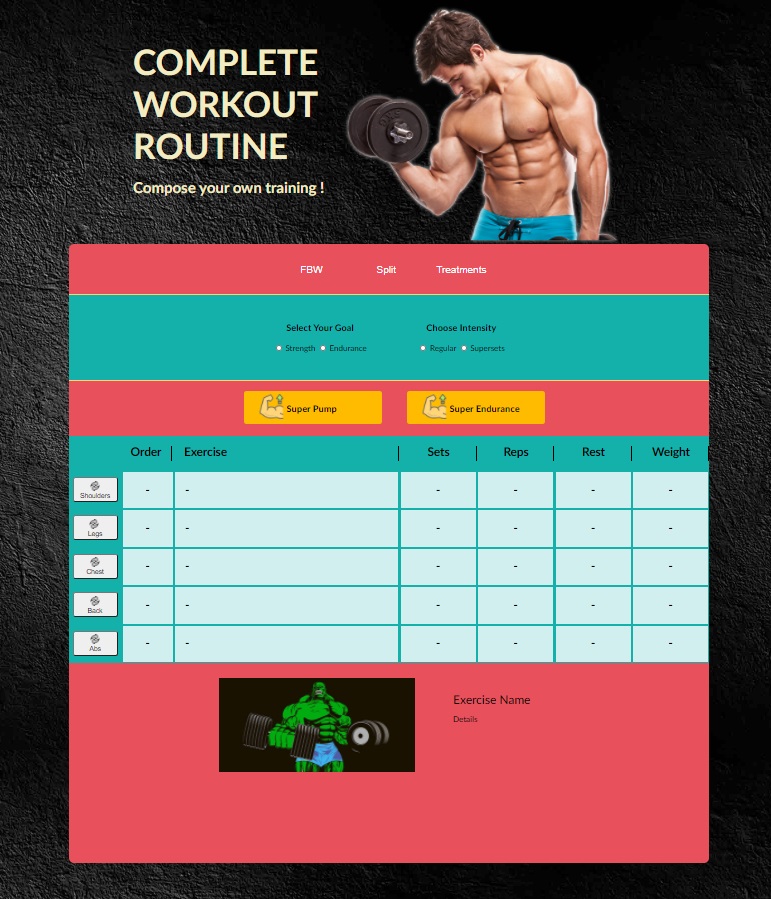 COMPLETE
WORKOUT
ROUTINE
Compose your own training !
FBW Split Treatments
Select Your Goal Choose Intensity
Strength Endurance Regular Supersets
Super Pump Super Endurance
Order Exercise Sets Reps Rest Weight
Shoulders - - - - - -
Legs - - - - - -
Chest - - - - - -
Back - - - - - -
Abs - - - - - -
Exercise Name
Details